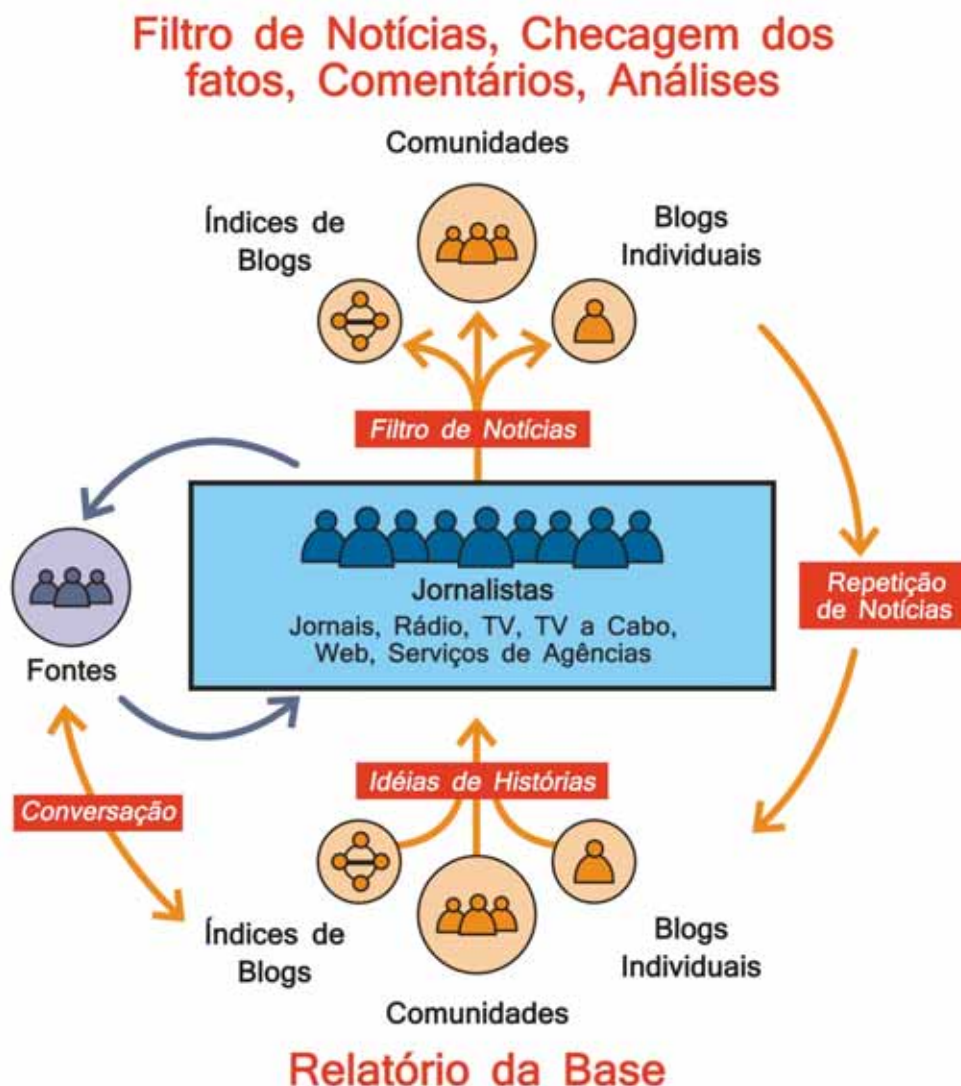 Filtro de Notícias, Checagem dos
fatos, Comentários, Análises
Comunidades
Índices de
Blogs
Blogs
Individuais
Filtro de Notícias
Jornalistas
Jornais, Rádio, TV, TV a Cabo,
Web, Serviços de Agências
Fontes
Repetição
de Notícias
Idéias de Histórias
Conversação
Índices de
Blogs
Blogs
Individuais
Comunidades
Relatório da Base